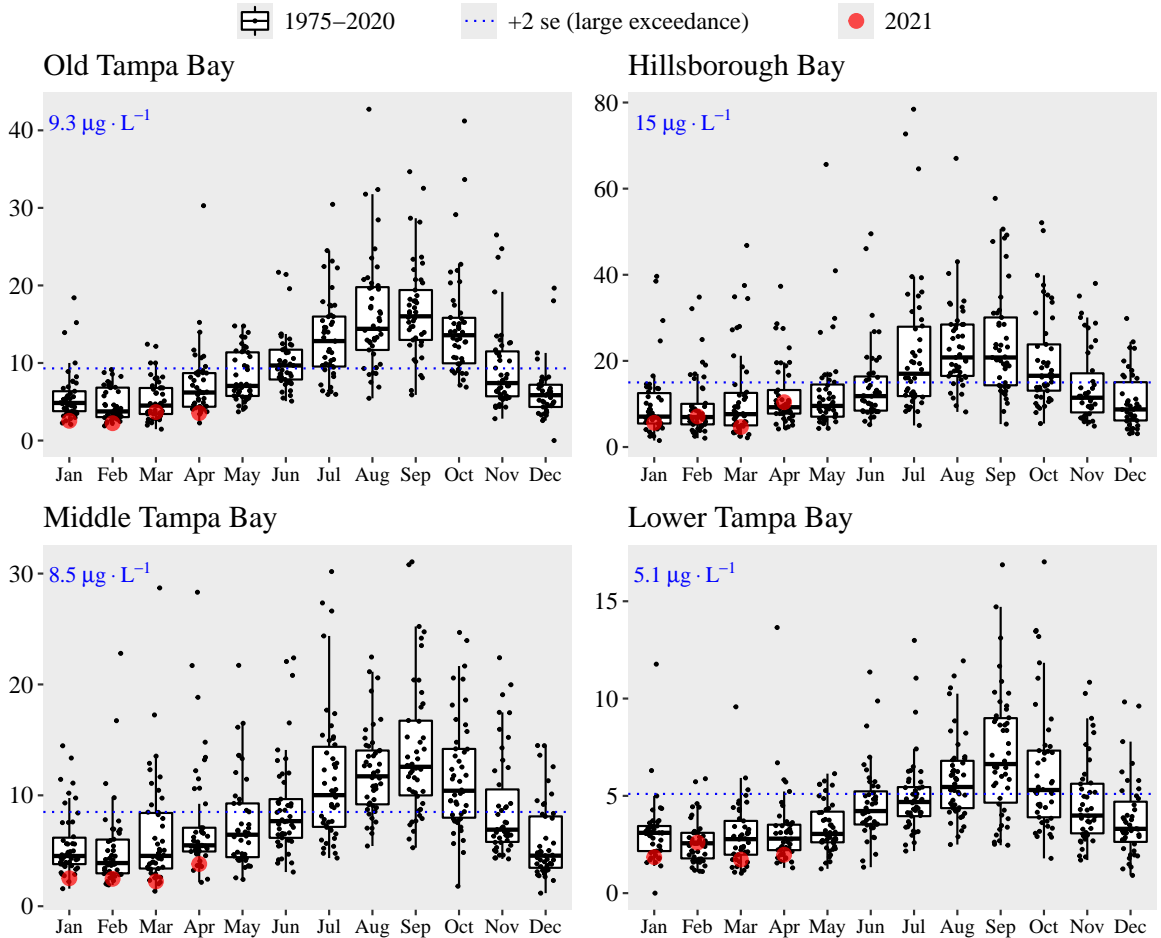 1975−2020 +2 se (large exceedance) 2021
Old Tampa Bay
9.3 µg ⋅ L⁻¹
40
30
20
10
0
Jan Feb Mar Apr May Jun Jul Aug Sep Oct Nov Dec
Hillsborough Bay
15 µg ⋅ L⁻¹
80
60
40
20
0
Jan Feb Mar Apr May Jun Jul Aug Sep Oct Nov Dec
Middle Tampa Bay
8.5 µg ⋅ L⁻¹
30
20
10
0
Jan Feb Mar Apr May Jun Jul Aug Sep Oct Nov Dec
Lower Tampa Bay
5.1 µg ⋅ L⁻¹
15
10
5
0
Jan Feb Mar Apr May Jun Jul Aug Sep Oct Nov Dec